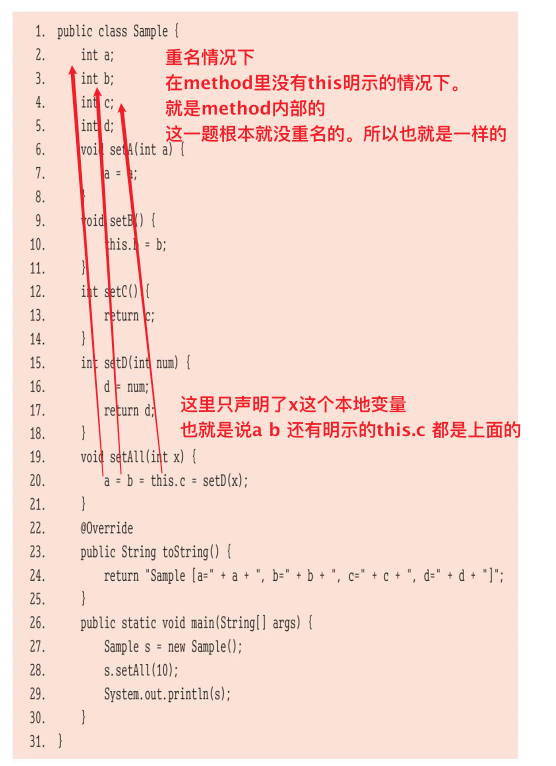 1. public class Sample {
2. int a;
重名情况下
3. int b;
在method里没有this明示的情况下。
4. int c;
就是method内部的
5. int d;
这一题根本就没重名的。所以也就是一样的
6. void setA(int a) {
7. a = a;
8. }
9. void setB() {
10. this.b = b;
11. }
12. int setC() {
13. return c;
14. }
15. int setD(int num) {
16. d = num;
17. return d;
这里只声明了x这个本地变量
18. }
也就是说a b 还有明示的this.c 都是上面的
19. void setAll(int x) {
20. a = b = this.c = setD(x);
21. }
22. @Override
23. public String toString() {
24. return "Sample [a=" + a + ", b=" + b + ", c=" + c + ", d=" + d + "]";
25. }
26. public static void main(String[] args) {
27. Sample s = new Sample();
28. s.setAll(10);
29. System.out.println(s);
30. }
31. }